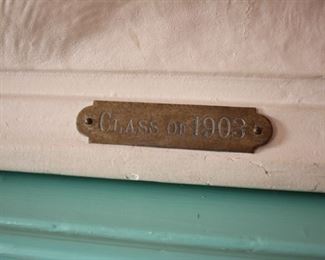 CLASS OF 1903